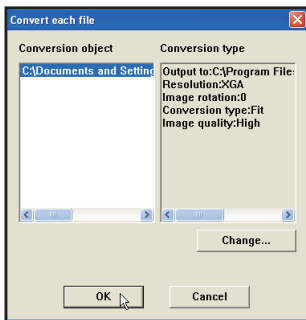 Convert each file
Conversion object
Conversion type
C:\Documents and Setting
Output to:C:\Program Files
Resolution:XGA
Image rotation:0
Conversion type:Fit
Image quality:High
Change...
OK
Cancel